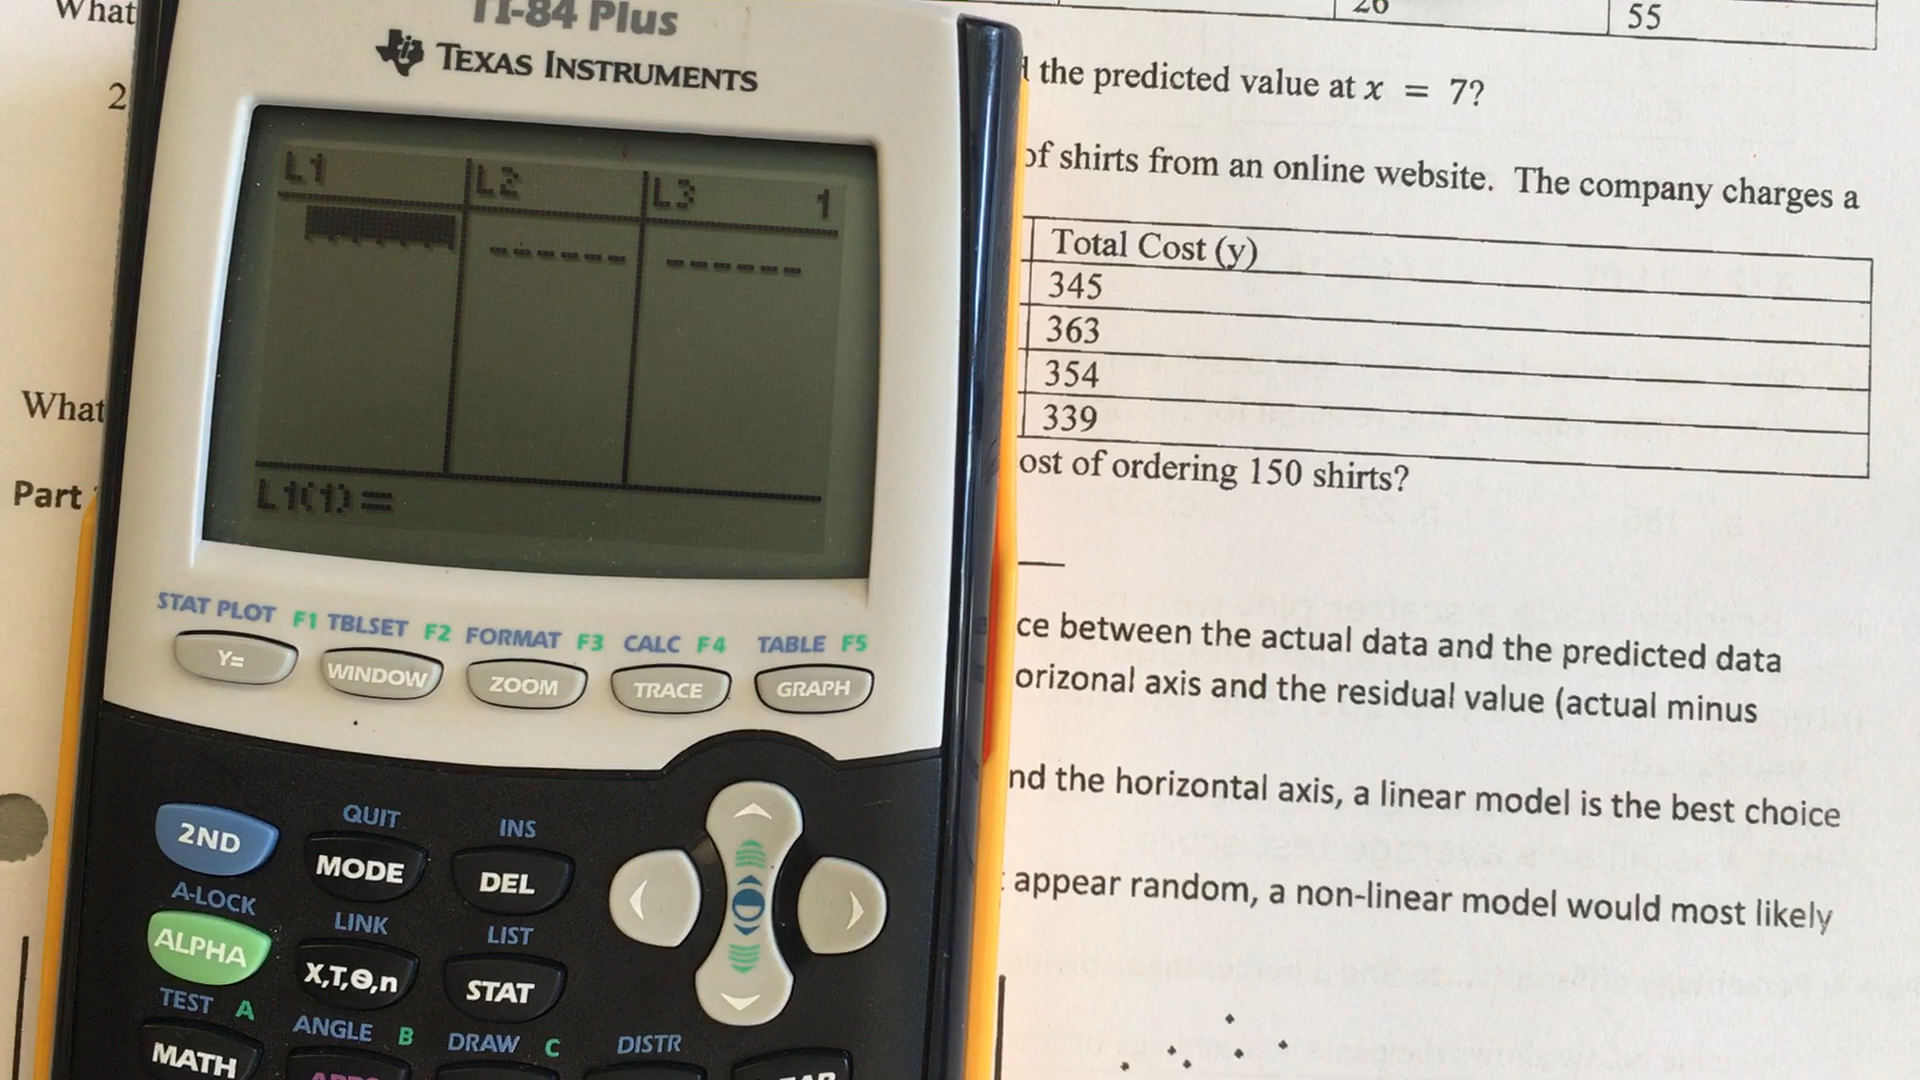 What
26
55
the predicted value at x = 7?
2
of shirts from an online website. The company charges a
Total Cost (y)
345
363
354
339
What
ost of ordering 150 shirts?
Part
ce between the actual data and the predicted data
orizonal axis and the residual value (actual minus
nd the horizontal axis, a linear model is the best choice
appear random, a non-linear model would most likely
TI-84 Plus
TEXAS INSTRUMENTS
L1 L2 L3 1
L1(1)=
STAT PLOT F1 TBLSET F2 FORMAT F3 CALC F4 TABLE F5
Y= WINDOW ZOOM TRACE GRAPH
QUIT INS
2ND MODE DEL
A-LOCK LINK LIST
ALPHA X,T,Θ,n STAT
TEST A ANGLE B DRAW C DISTR
MATH